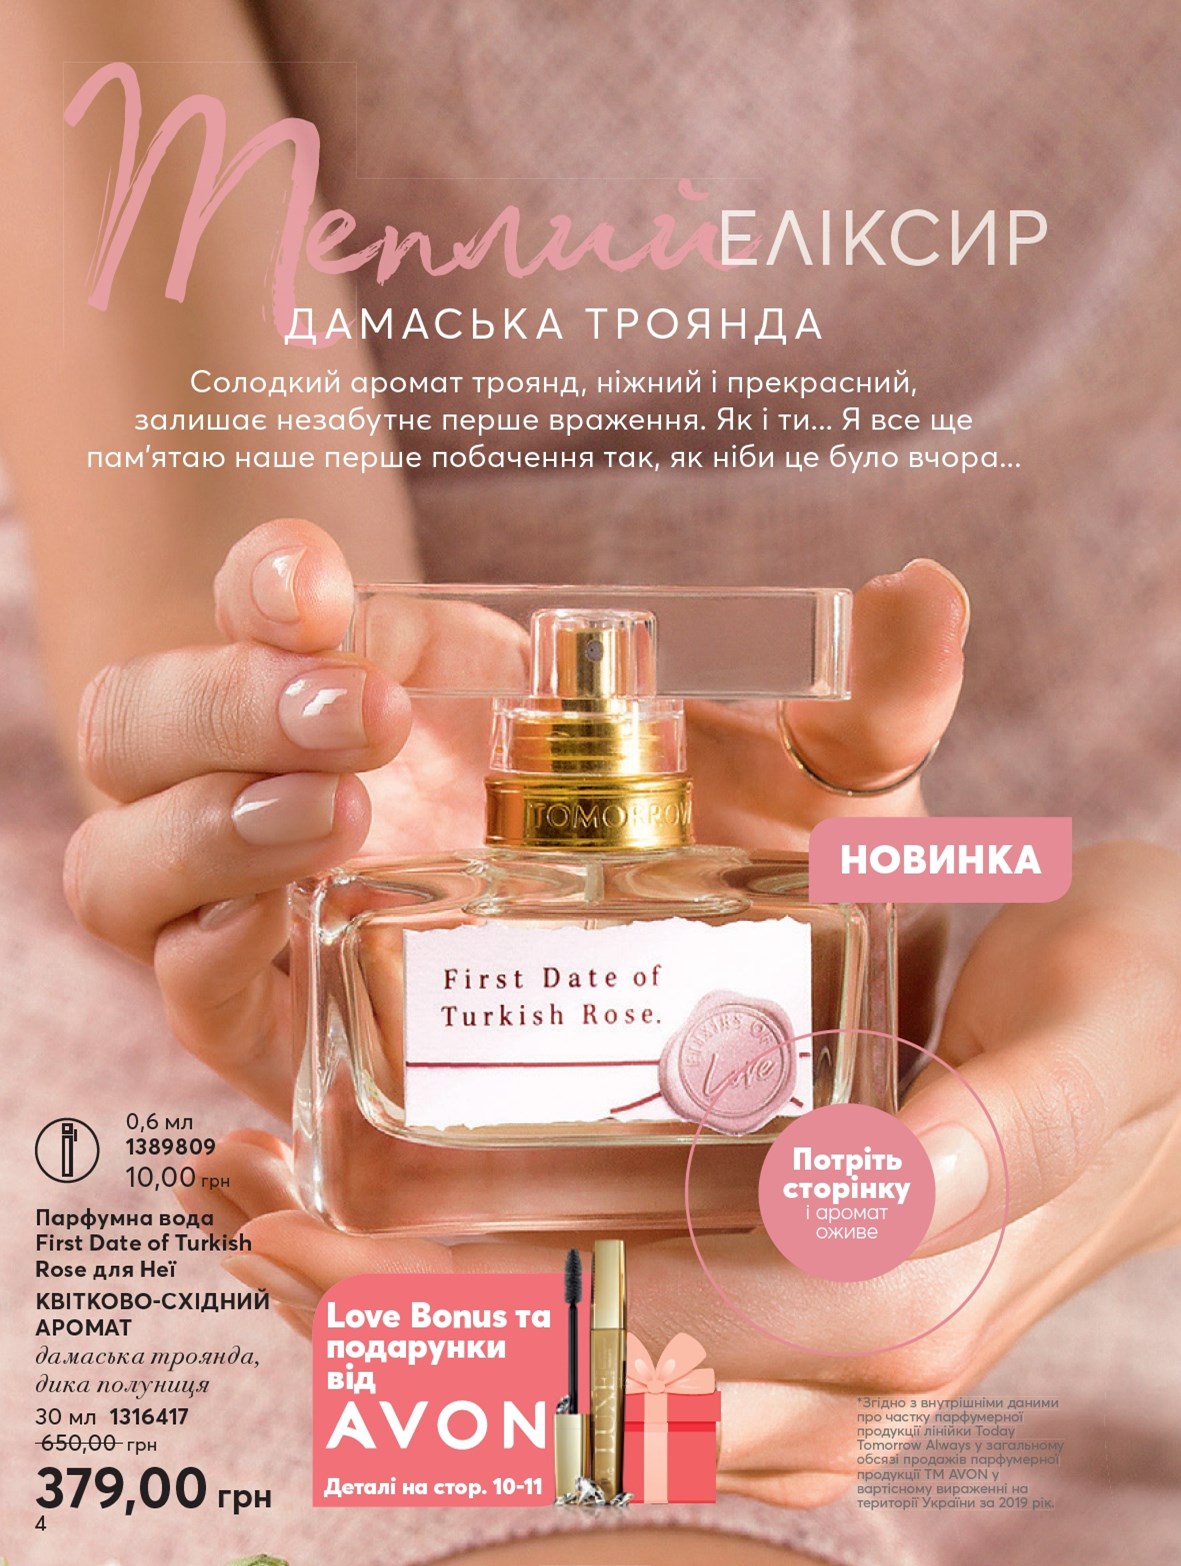 Теплий ЕЛІКСИР
ДАМАСЬКА ТРОЯНДА
Солодкий аромат троянд, ніжний і прекрасний,
залишає незабутнє перше враження. Як і ти... Я все ще
пам'ятаю наше перше побачення так, як ніби це було вчора...
TOMORROW
НОВИНКА
First Date of
Turkish Rose.
ELIXIRS OF
Love
Потріть
сторінку
і аромат
оживе
0,6 мл
1389809
10,00 грн
Парфумна вода
First Date of Turkish
Rose для Неї
КВІТКОВО-СХІДНИЙ
АРОМАТ
дамаська троянда,
дика полуниця
30 мл 1316417
650,00 грн
379,00 грн
4
Love Bonus та
подарунки
від
AVON
Деталі на стор. 10-11
LUXE
*Згідно з внутрішніми даними
про частку парфумерної
продукції лінійки Today
Tomorrow Always у загальному
обсязі продажів парфумерної
продукції ТМ AVON у
вартісному вираженні на
території України за 2019 рік.